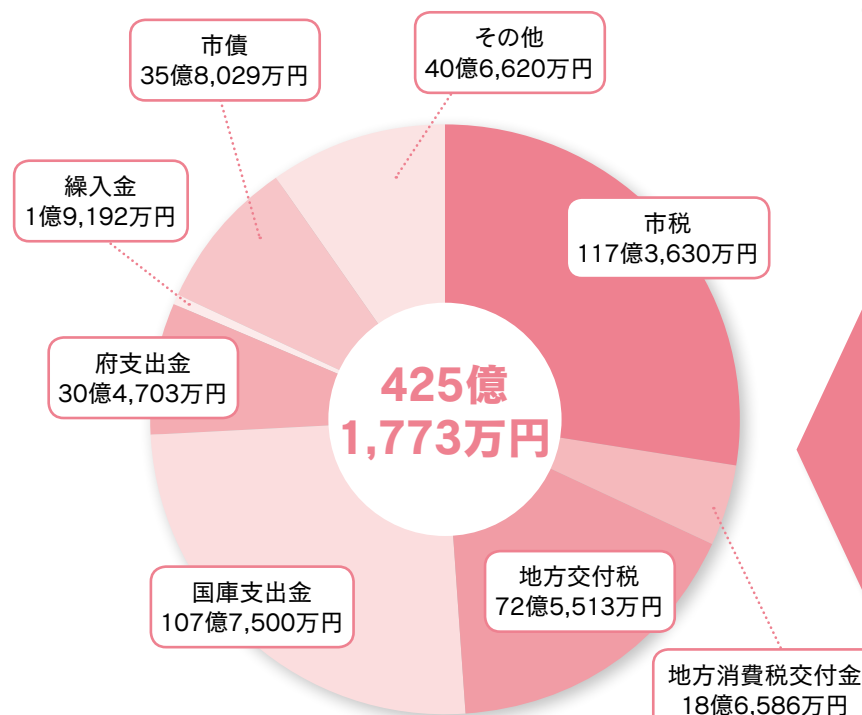 その他
40億6,620万円
市債
35億8,029万円
繰入金
1億9,192万円
市税
117億3,630万円
府支出金
30億4,703万円
425億
1,773万円
国庫支出金
107億7,500万円
地方交付税
72億5,513万円
地方消費税交付金
18億6,586万円